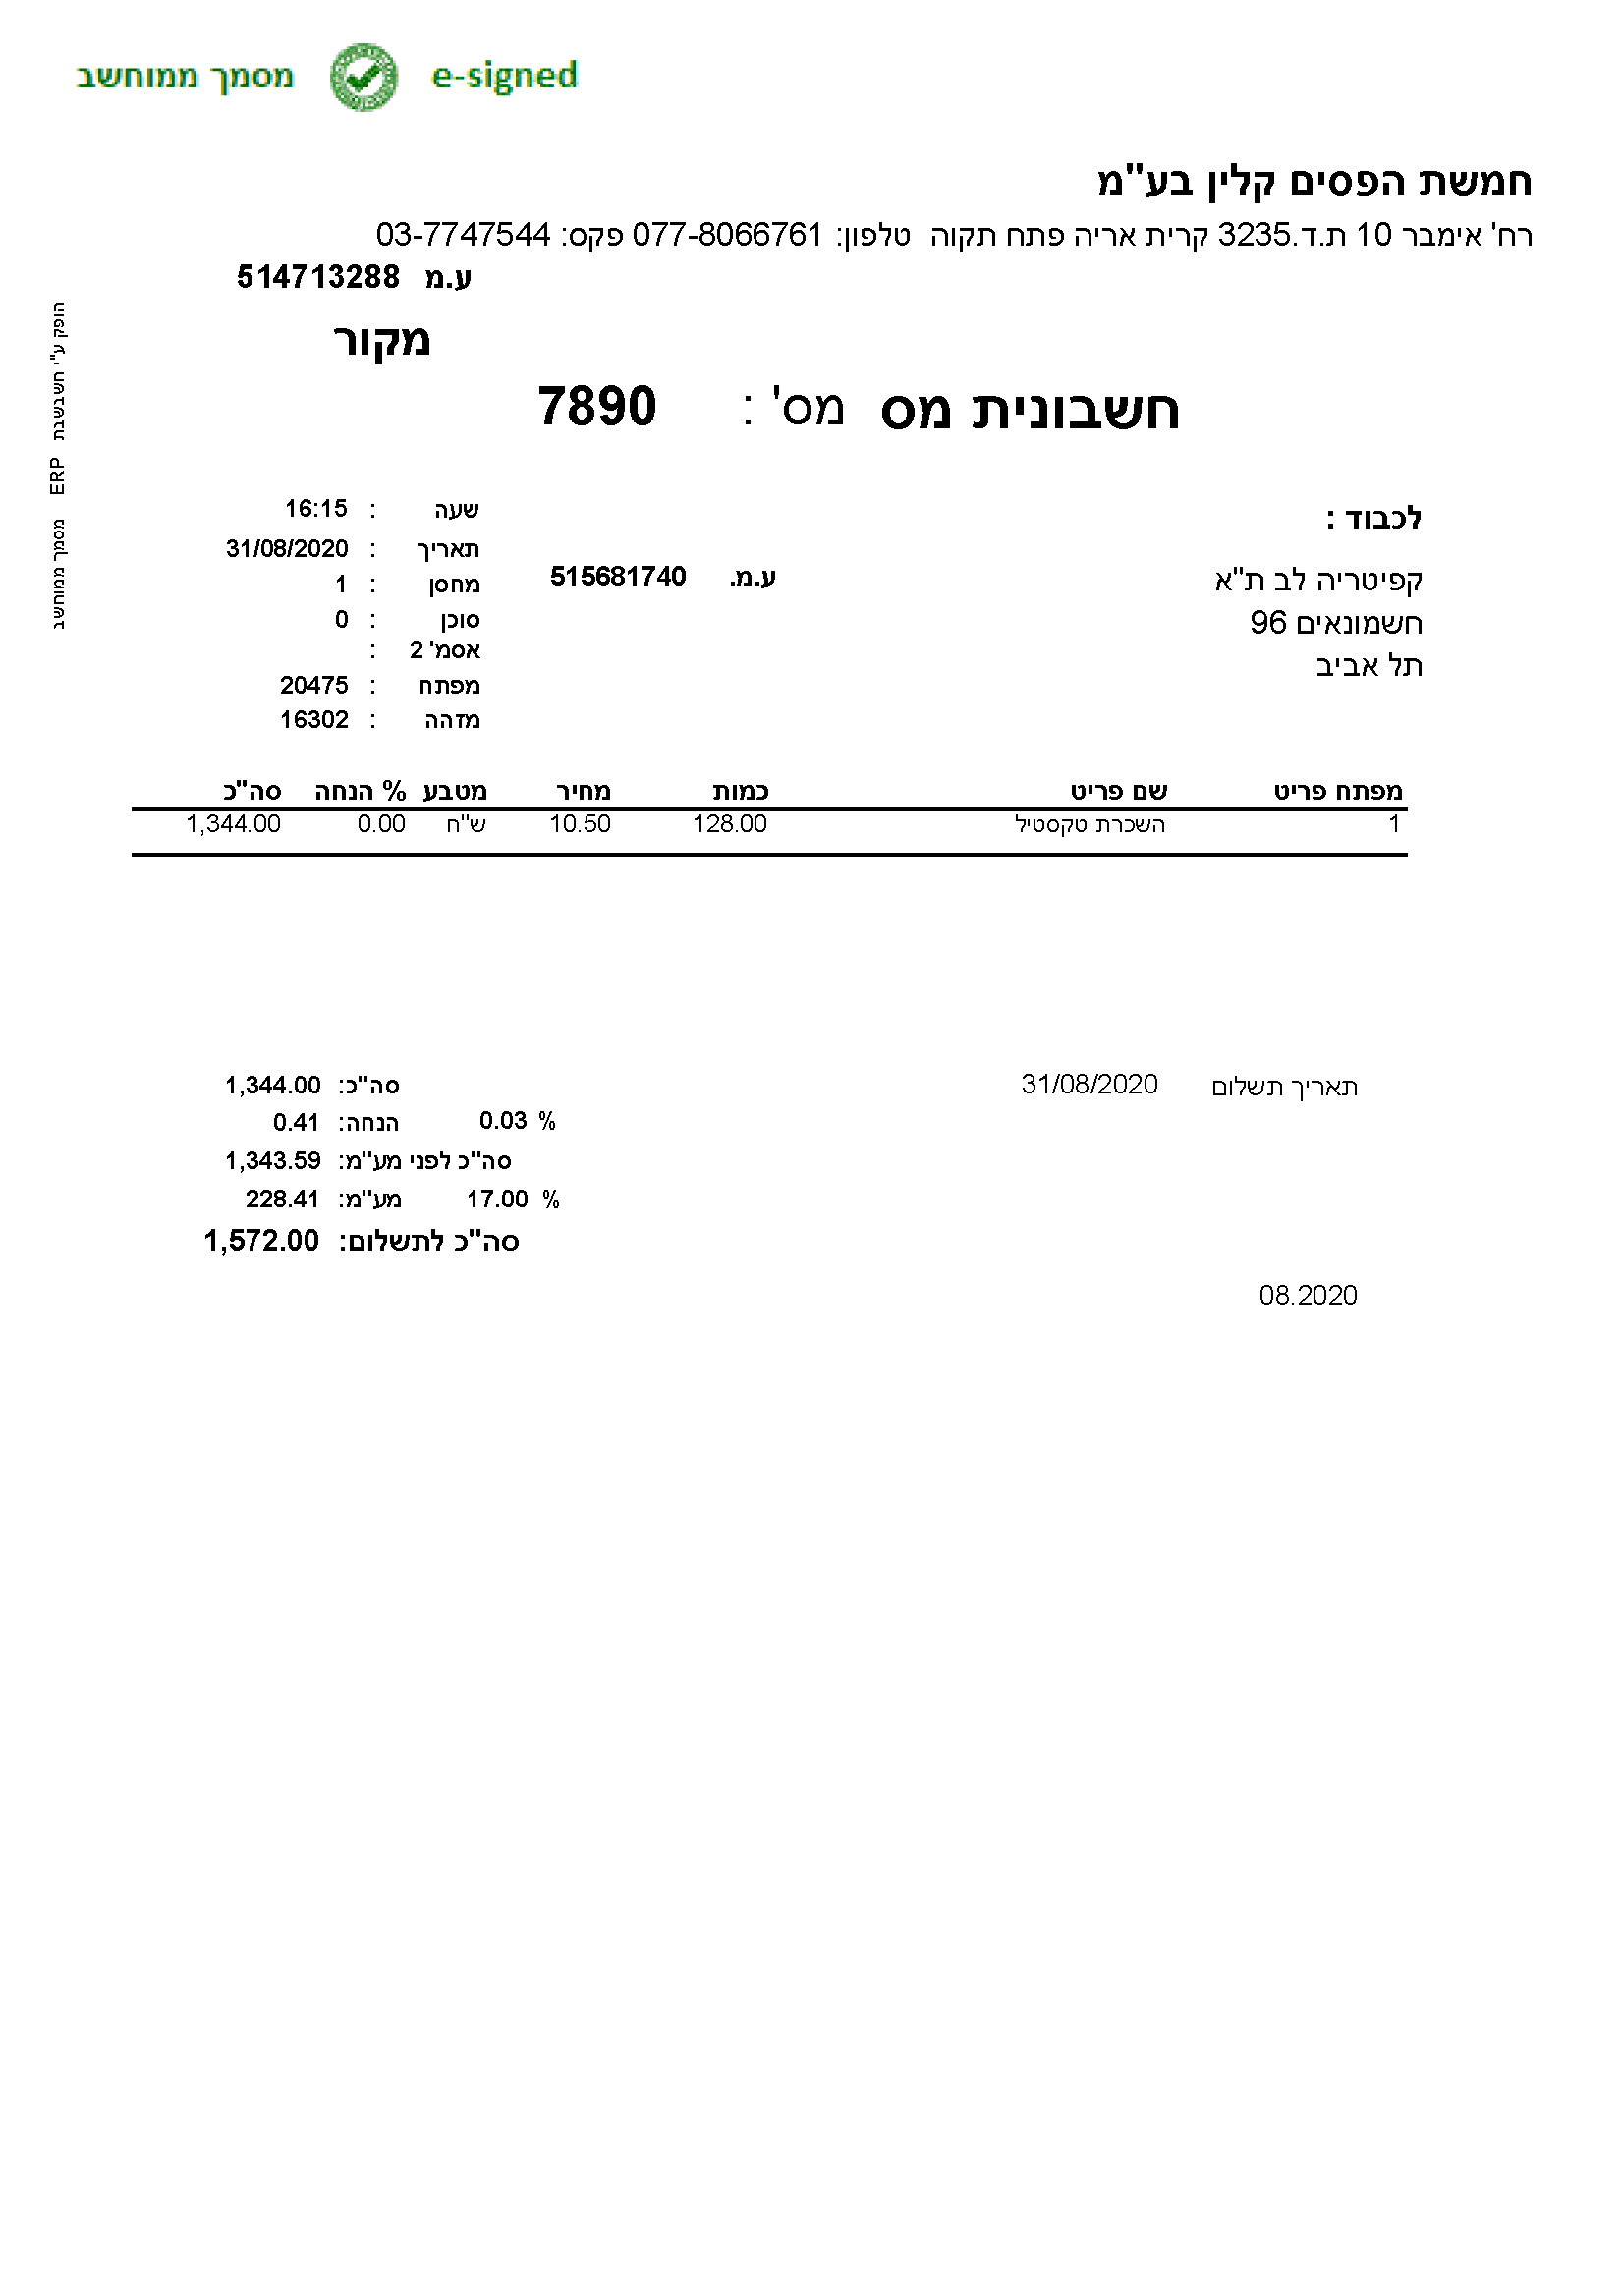 מסמך ממוחשב e-signed
חמשת הפסים קלין בע"מ
רח' אימבר 10 ת.ד.3235 קרית אריה פתח תקוה טלפון: 077-8066761 פקס: 03-7747544
ע.מ 514713288
מקור
חשבונית מס מס' : 7890
לכבוד :
קפיטריה לב ת"א
חשמונאים 96
תל אביב
ע.מ. 515681740
שעה : 16:15
תאריך : 31/08/2020
מחסן : 1
סוכן : 0
אסמ' 2 :
מפתח : 20475
מזהה : 16302
מפתח פריט שם פריט כמות מחיר מטבע % הנחה סה"כ
1 השכרת טקסטיל 128.00 10.50 ש"ח 0.00 1,344.00
תאריך תשלום 31/08/2020
סה"כ: 1,344.00
% 0.03 הנחה: 0.41
סה"כ לפני מע"מ: 1,343.59
% 17.00 מע"מ: 228.41
סה"כ לתשלום: 1,572.00
08.2020
הופק ע"י חשבשבת ERP מסמך ממוחשב